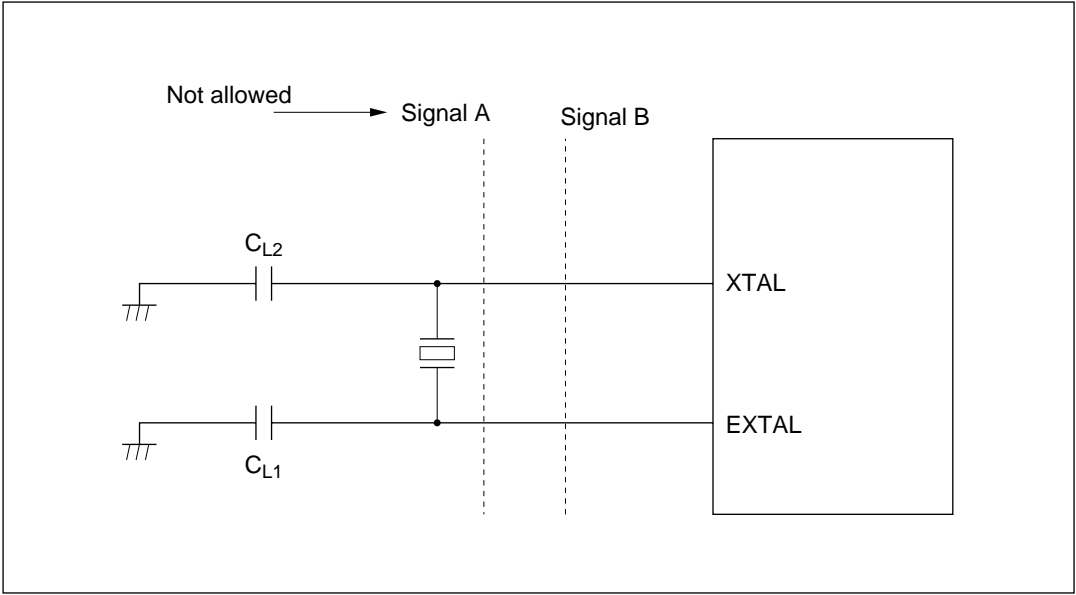 Not allowed
Signal A
Signal B
CL2
XTAL
EXTAL
CL1